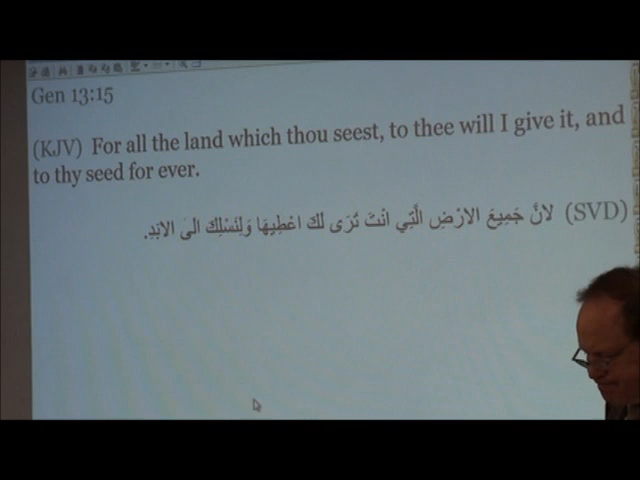 Gen 13:15
(KJV) For all the land which thou seest, to thee will I give it, and
to thy seed for ever.
(SVD) لانَّ جَمِيعَ الارْضِ الَّتِي انْتَ تَرَى لَكَ اعْطِيهَا وَلِنَسْلِكَ الَى الابَدِ.